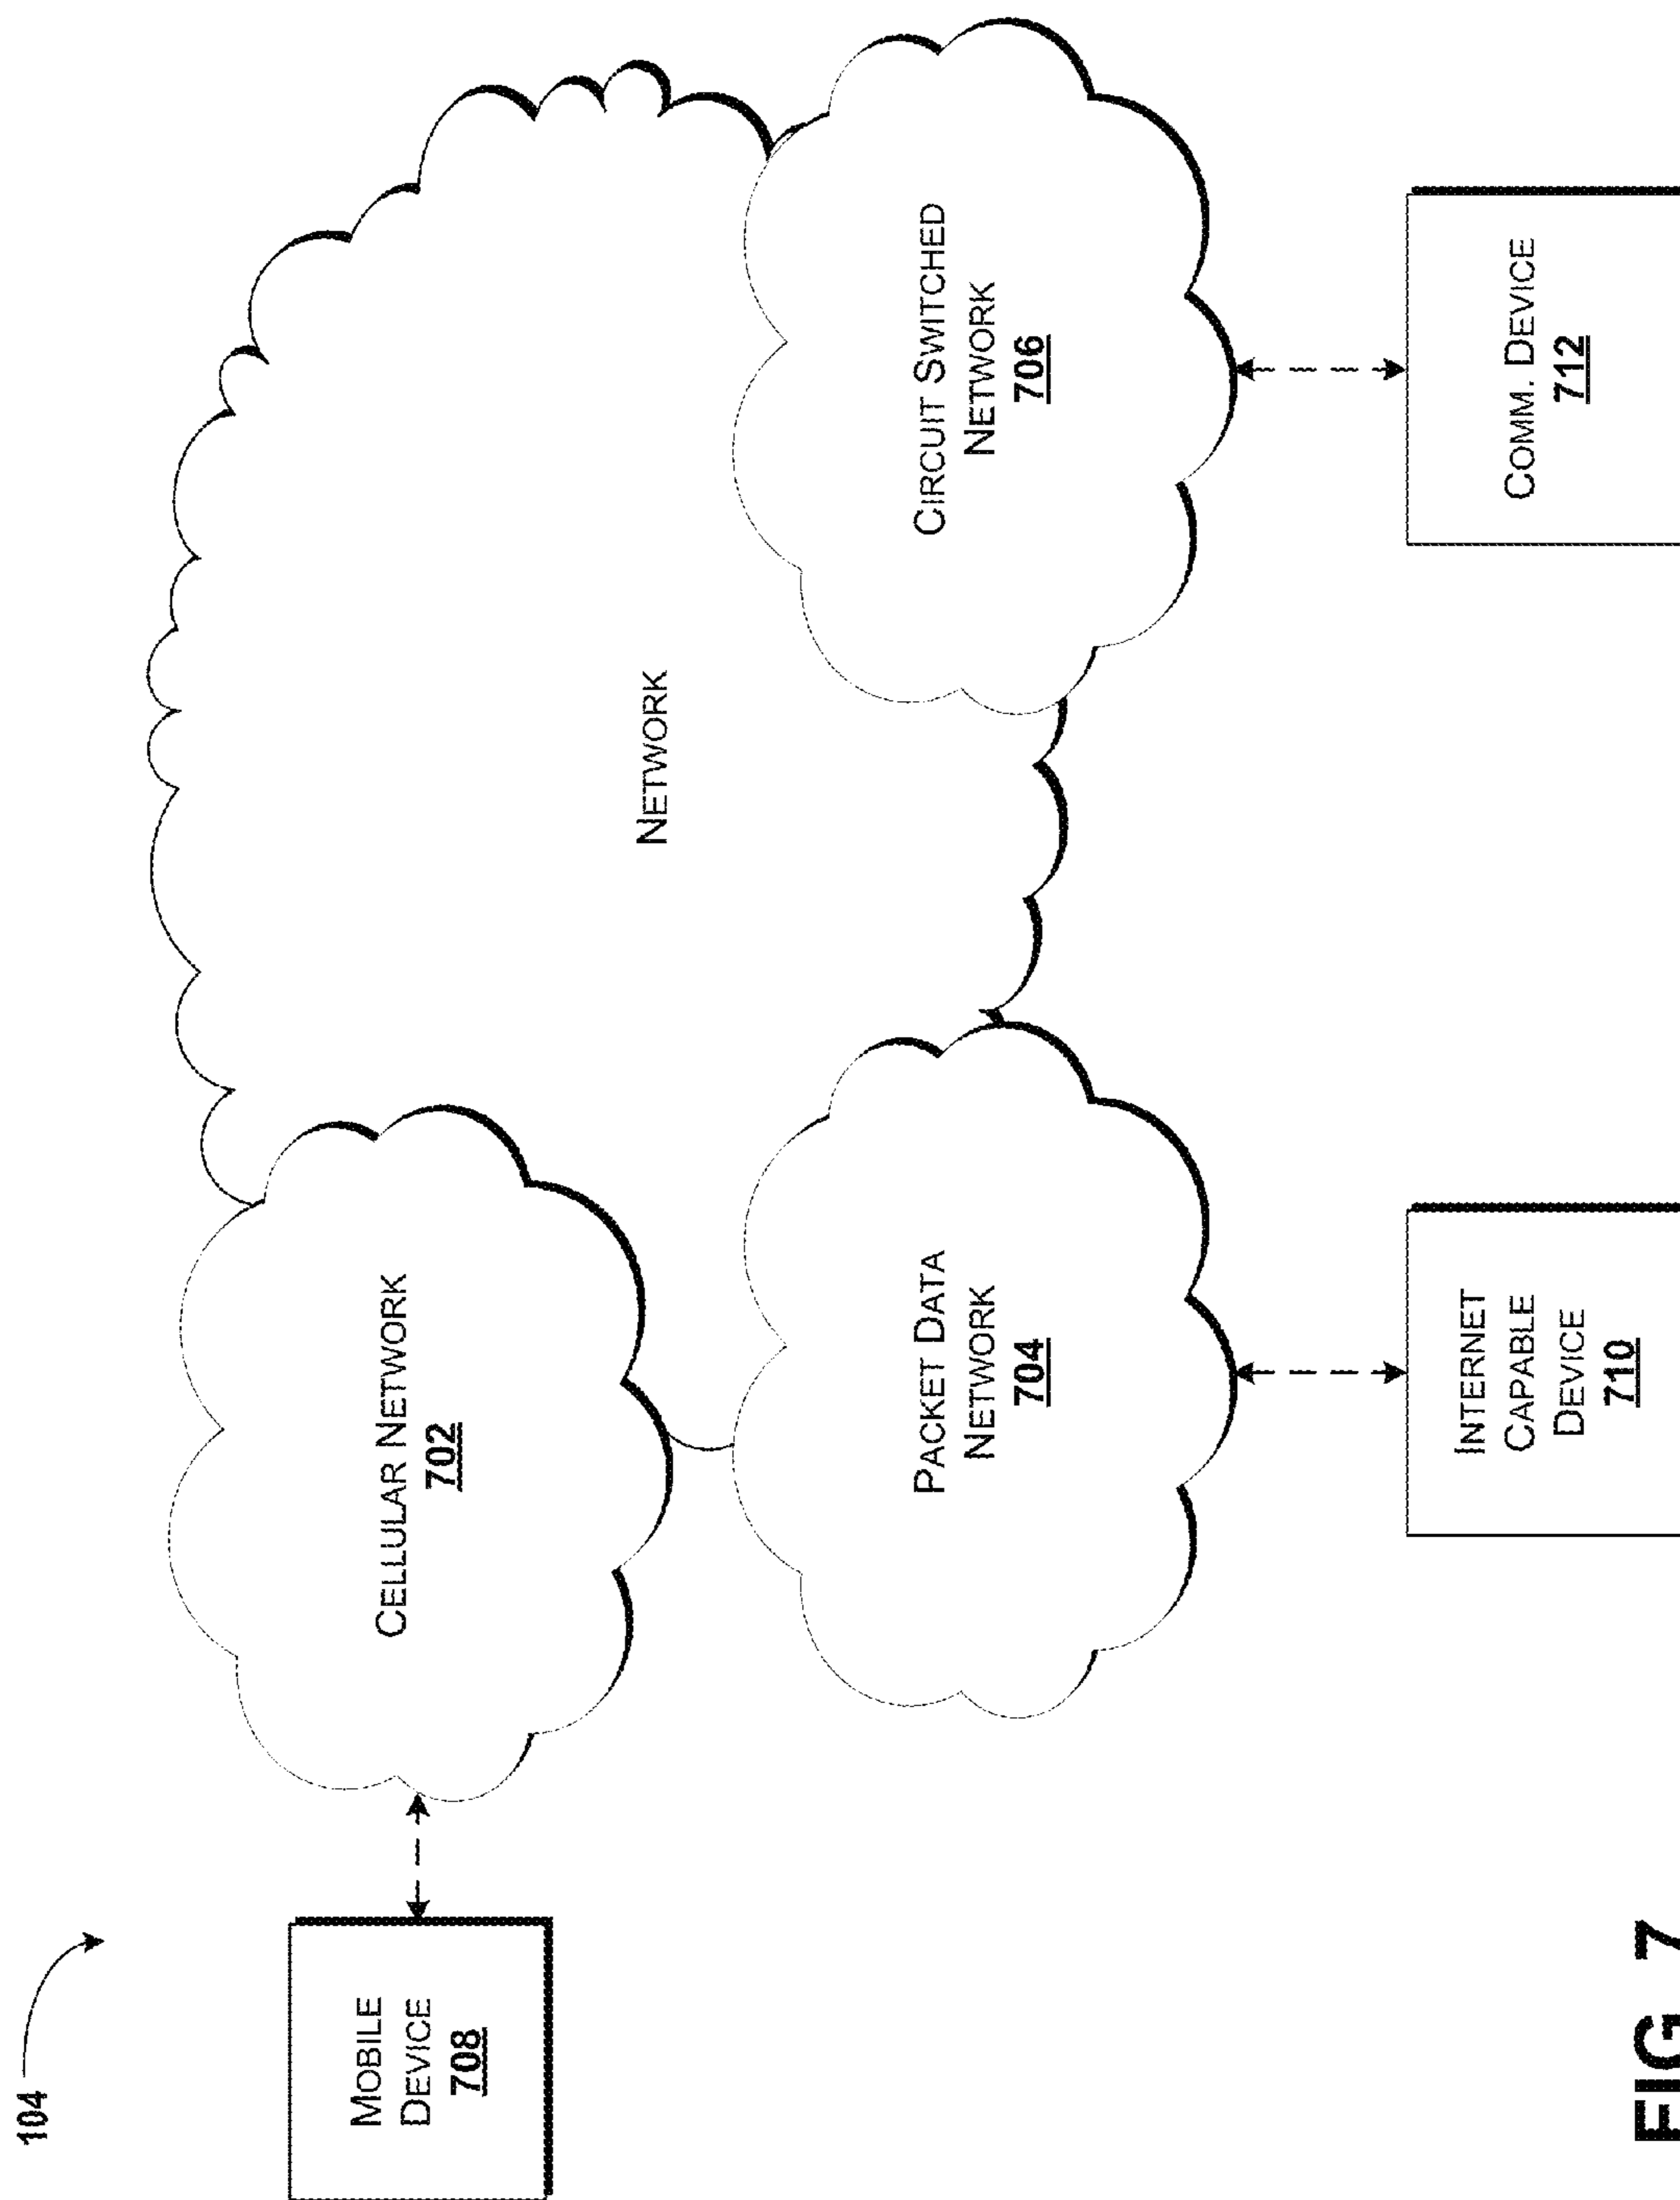 104
MOBILE
DEVICE
708
CELLULAR NETWORK
702
NETWORK
PACKET DATA
NETWORK
704
CIRCUIT SWITCHED
NETWORK
706
INTERNET
CAPABLE
DEVICE
710
COMM. DEVICE
712
FIG 7